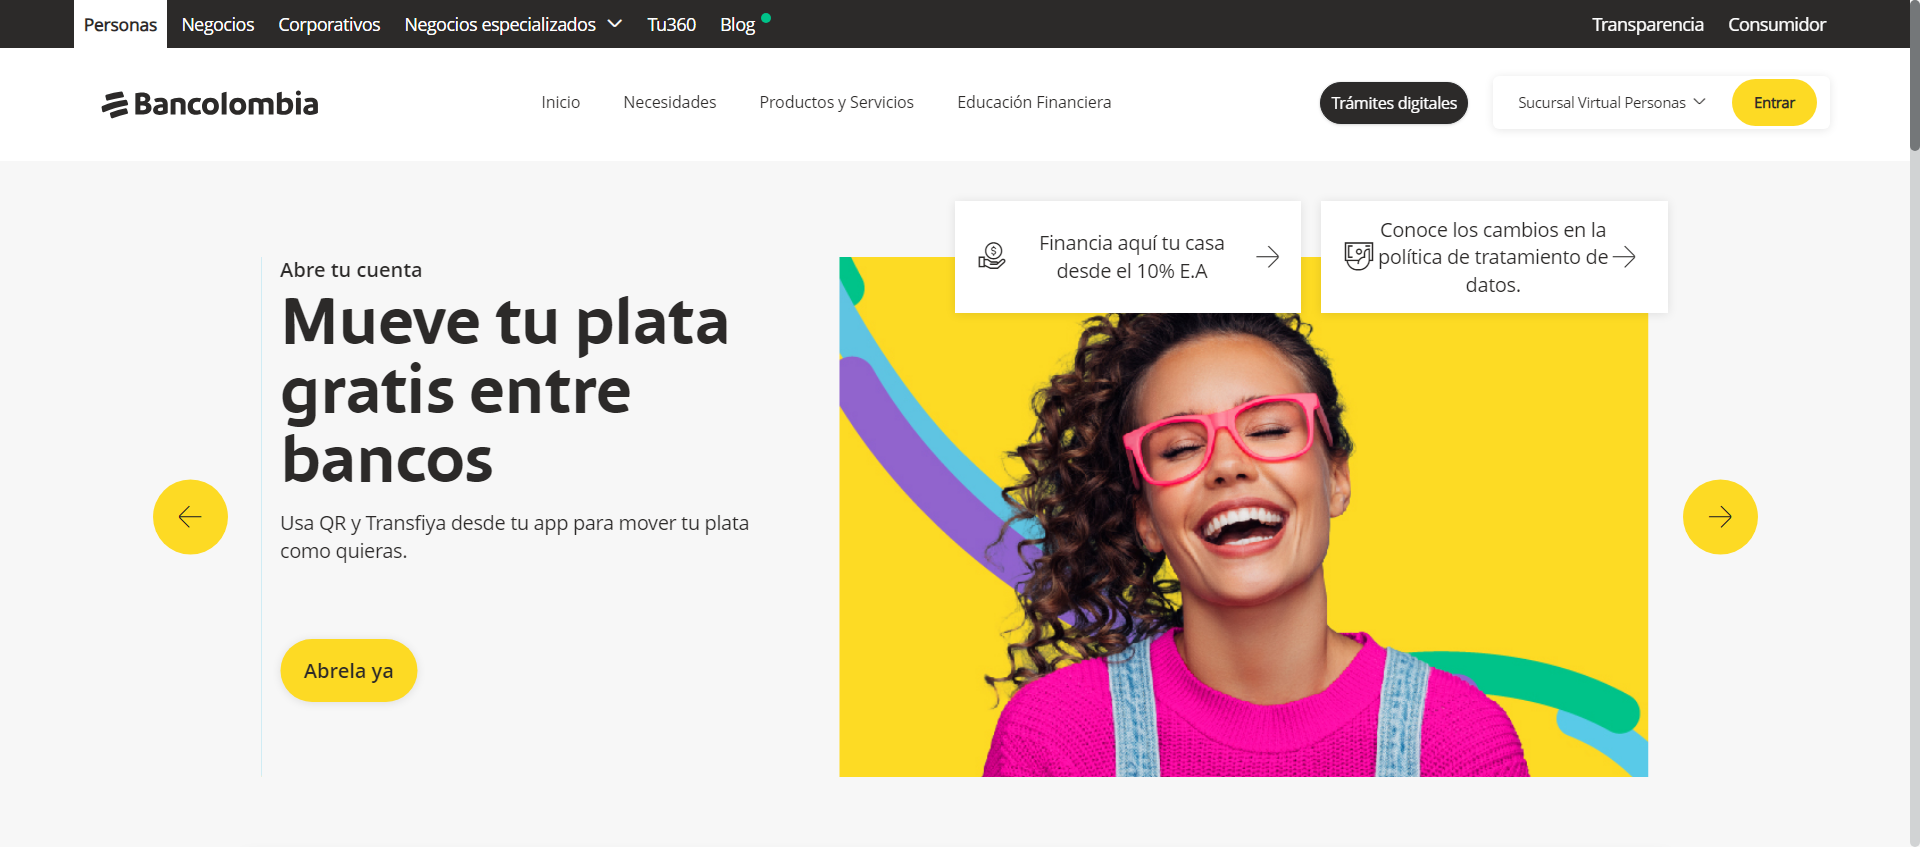 Personas Negocios Corporativos Negocios especializados Tu360 Blog Transparencia Consumidor
Bancolombia Inicio Necesidades Productos y Servicios Educación Financiera Trámites digitales Sucursal Virtual Personas Entrar
Financia aquí tu casa
desde el 10% E.A
Conoce los cambios en la
política de tratamiento de
datos.
Abre tu cuenta
Mueve tu plata
gratis entre
bancos
Usa QR y Transfiya desde tu app para mover tu plata
como quieras.
Abrela ya